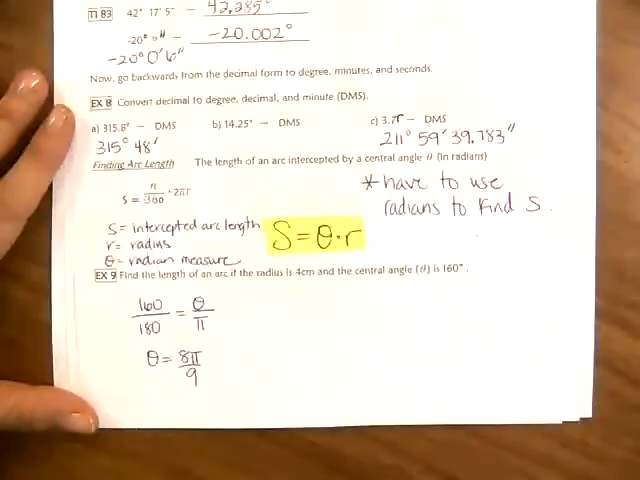 TI 83 42° 17' 5" – 42.285°
-20° 0' 6" – -20.002°
-20° 0' 6"
Now, go backwards from the decimal form to degree, minutes, and seconds.
EX 8 Convert decimal to degree, decimal, and minute (DMS).
a) 315.8° – DMS b) 14.25° – DMS c) 3.7r – DMS
315° 48' 211° 59' 39.783"
Finding Arc Length The length of an arc intercepted by a central angle θ (in radians)
S = n/360 · 2πr
*have to use
radians to find S.
S = intercepted arc length
r = radius
θ = radian measure
S = θ·r
EX 9 Find the length of an arc if the radius is 4cm and the central angle (θ) is 160°.
160/180 = θ/π
θ = 8π/9